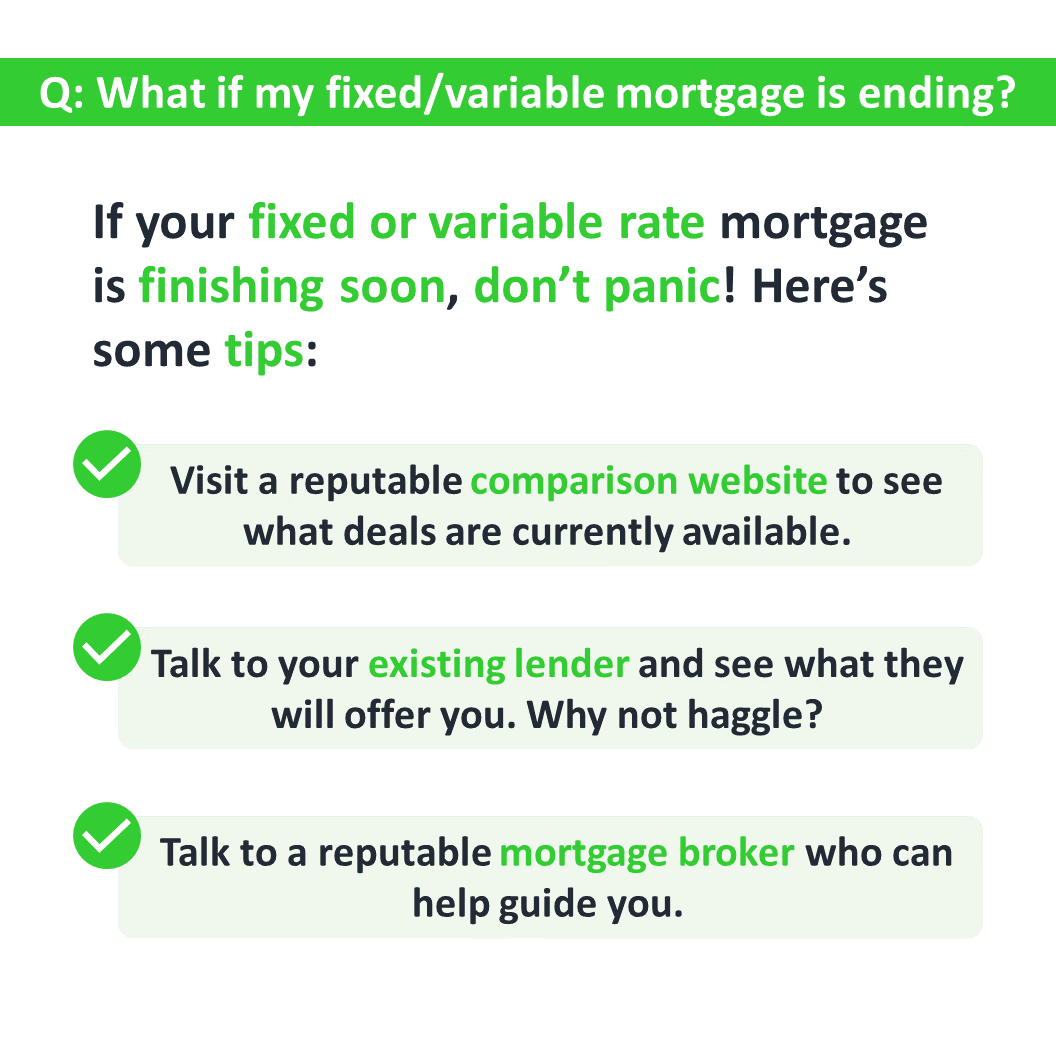 Q: What if my fixed/variable mortgage is ending?
If your fixed or variable rate mortgage
is finishing soon, don’t panic! Here’s
some tips:
Visit a reputable comparison website to see
what deals are currently available.
Talk to your existing lender and see what they
will offer you. Why not haggle?
Talk to a reputable mortgage broker who can
help guide you.